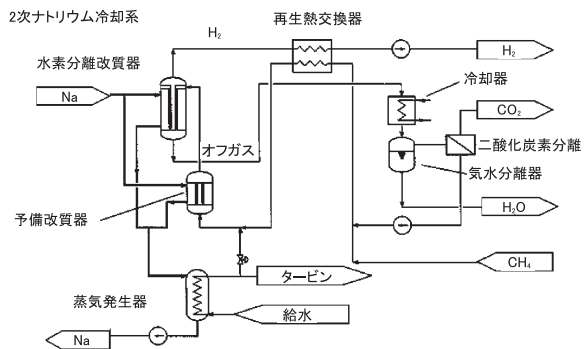 2次ナトリウム冷却系
再生熱交換器
H₂
H₂
水素分離改質器
Na
冷却器
CO₂
二酸化炭素分離
オフガス
気水分離器
予備改質器
H₂O
CH₄
タービン
蒸気発生器
給水
Na